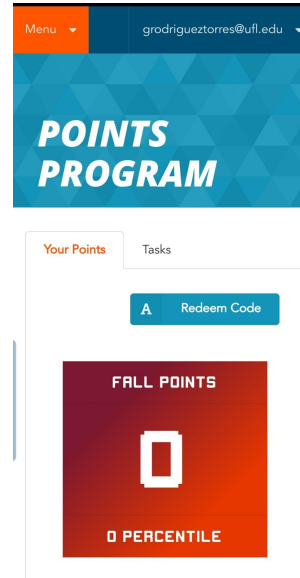 Menu
grodrigueztorres@ufl.edu
POINTS
PROGRAM
Your Points
Tasks
A Redeem Code
FALL POINTS
0
0 PERCENTILE